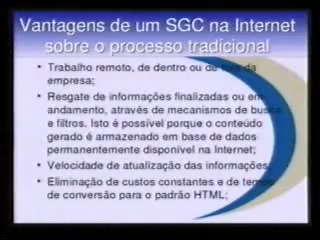 Vantagens de um SGC na Internet
sobre o processo tradicional
• Trabalho remoto, de dentro ou de fora da
empresa;
• Resgate de informações finalizadas ou em
andamento, através de mecanismos de busca
e filtros. Isto é possível porque o conteúdo
gerado é armazenado em base de dados
permanentemente disponível na Internet;
• Velocidade de atualização das informações;
• Eliminação de custos constantes e de tempo
de conversão para o padrão HTML;